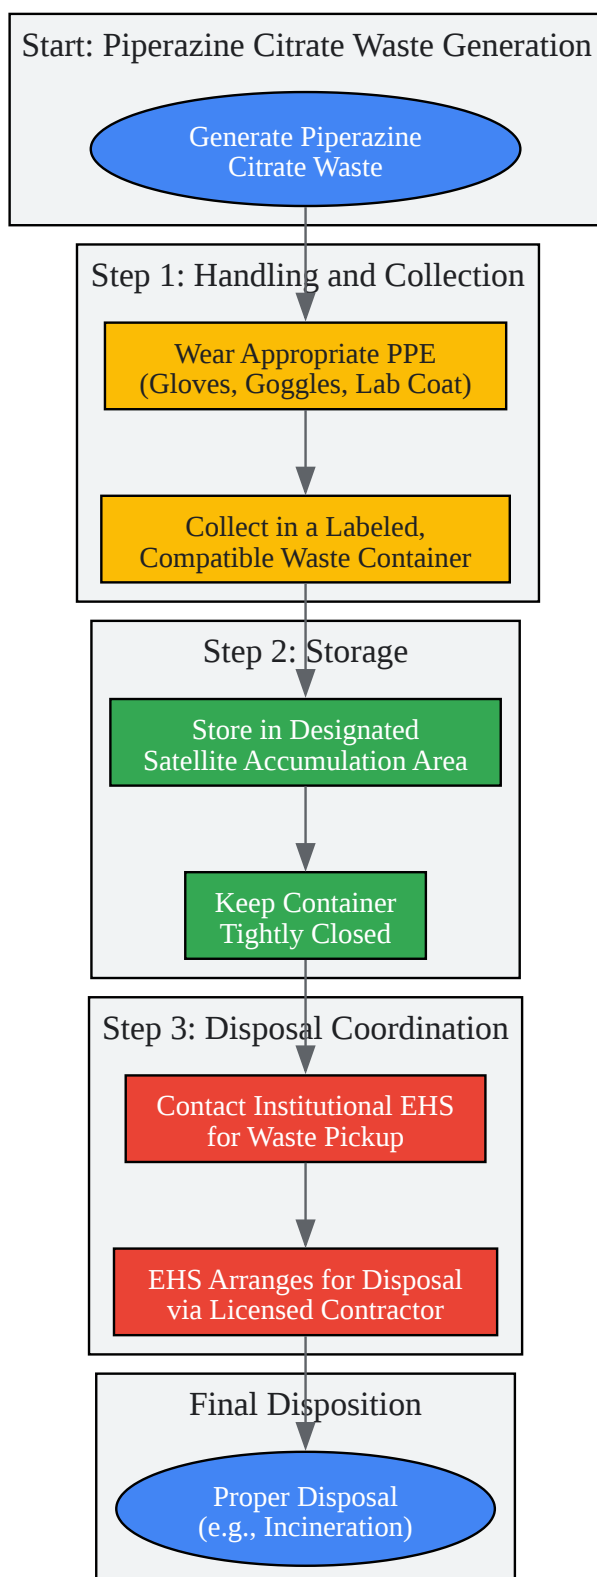 Start: Piperazine Citrate Waste Generation
Generate Piperazine
Citrate Waste
Step 1: Handling and Collection
Wear Appropriate PPE
(Gloves, Goggles, Lab Coat)
Collect in a Labeled,
Compatible Waste Container
Step 2: Storage
Store in Designated
Satellite Accumulation Area
Keep Container
Tightly Closed
Step 3: Disposal Coordination
Contact Institutional EHS
for Waste Pickup
EHS Arranges for Disposal
via Licensed Contractor
Final Disposition
Proper Disposal
(e.g., Incineration)